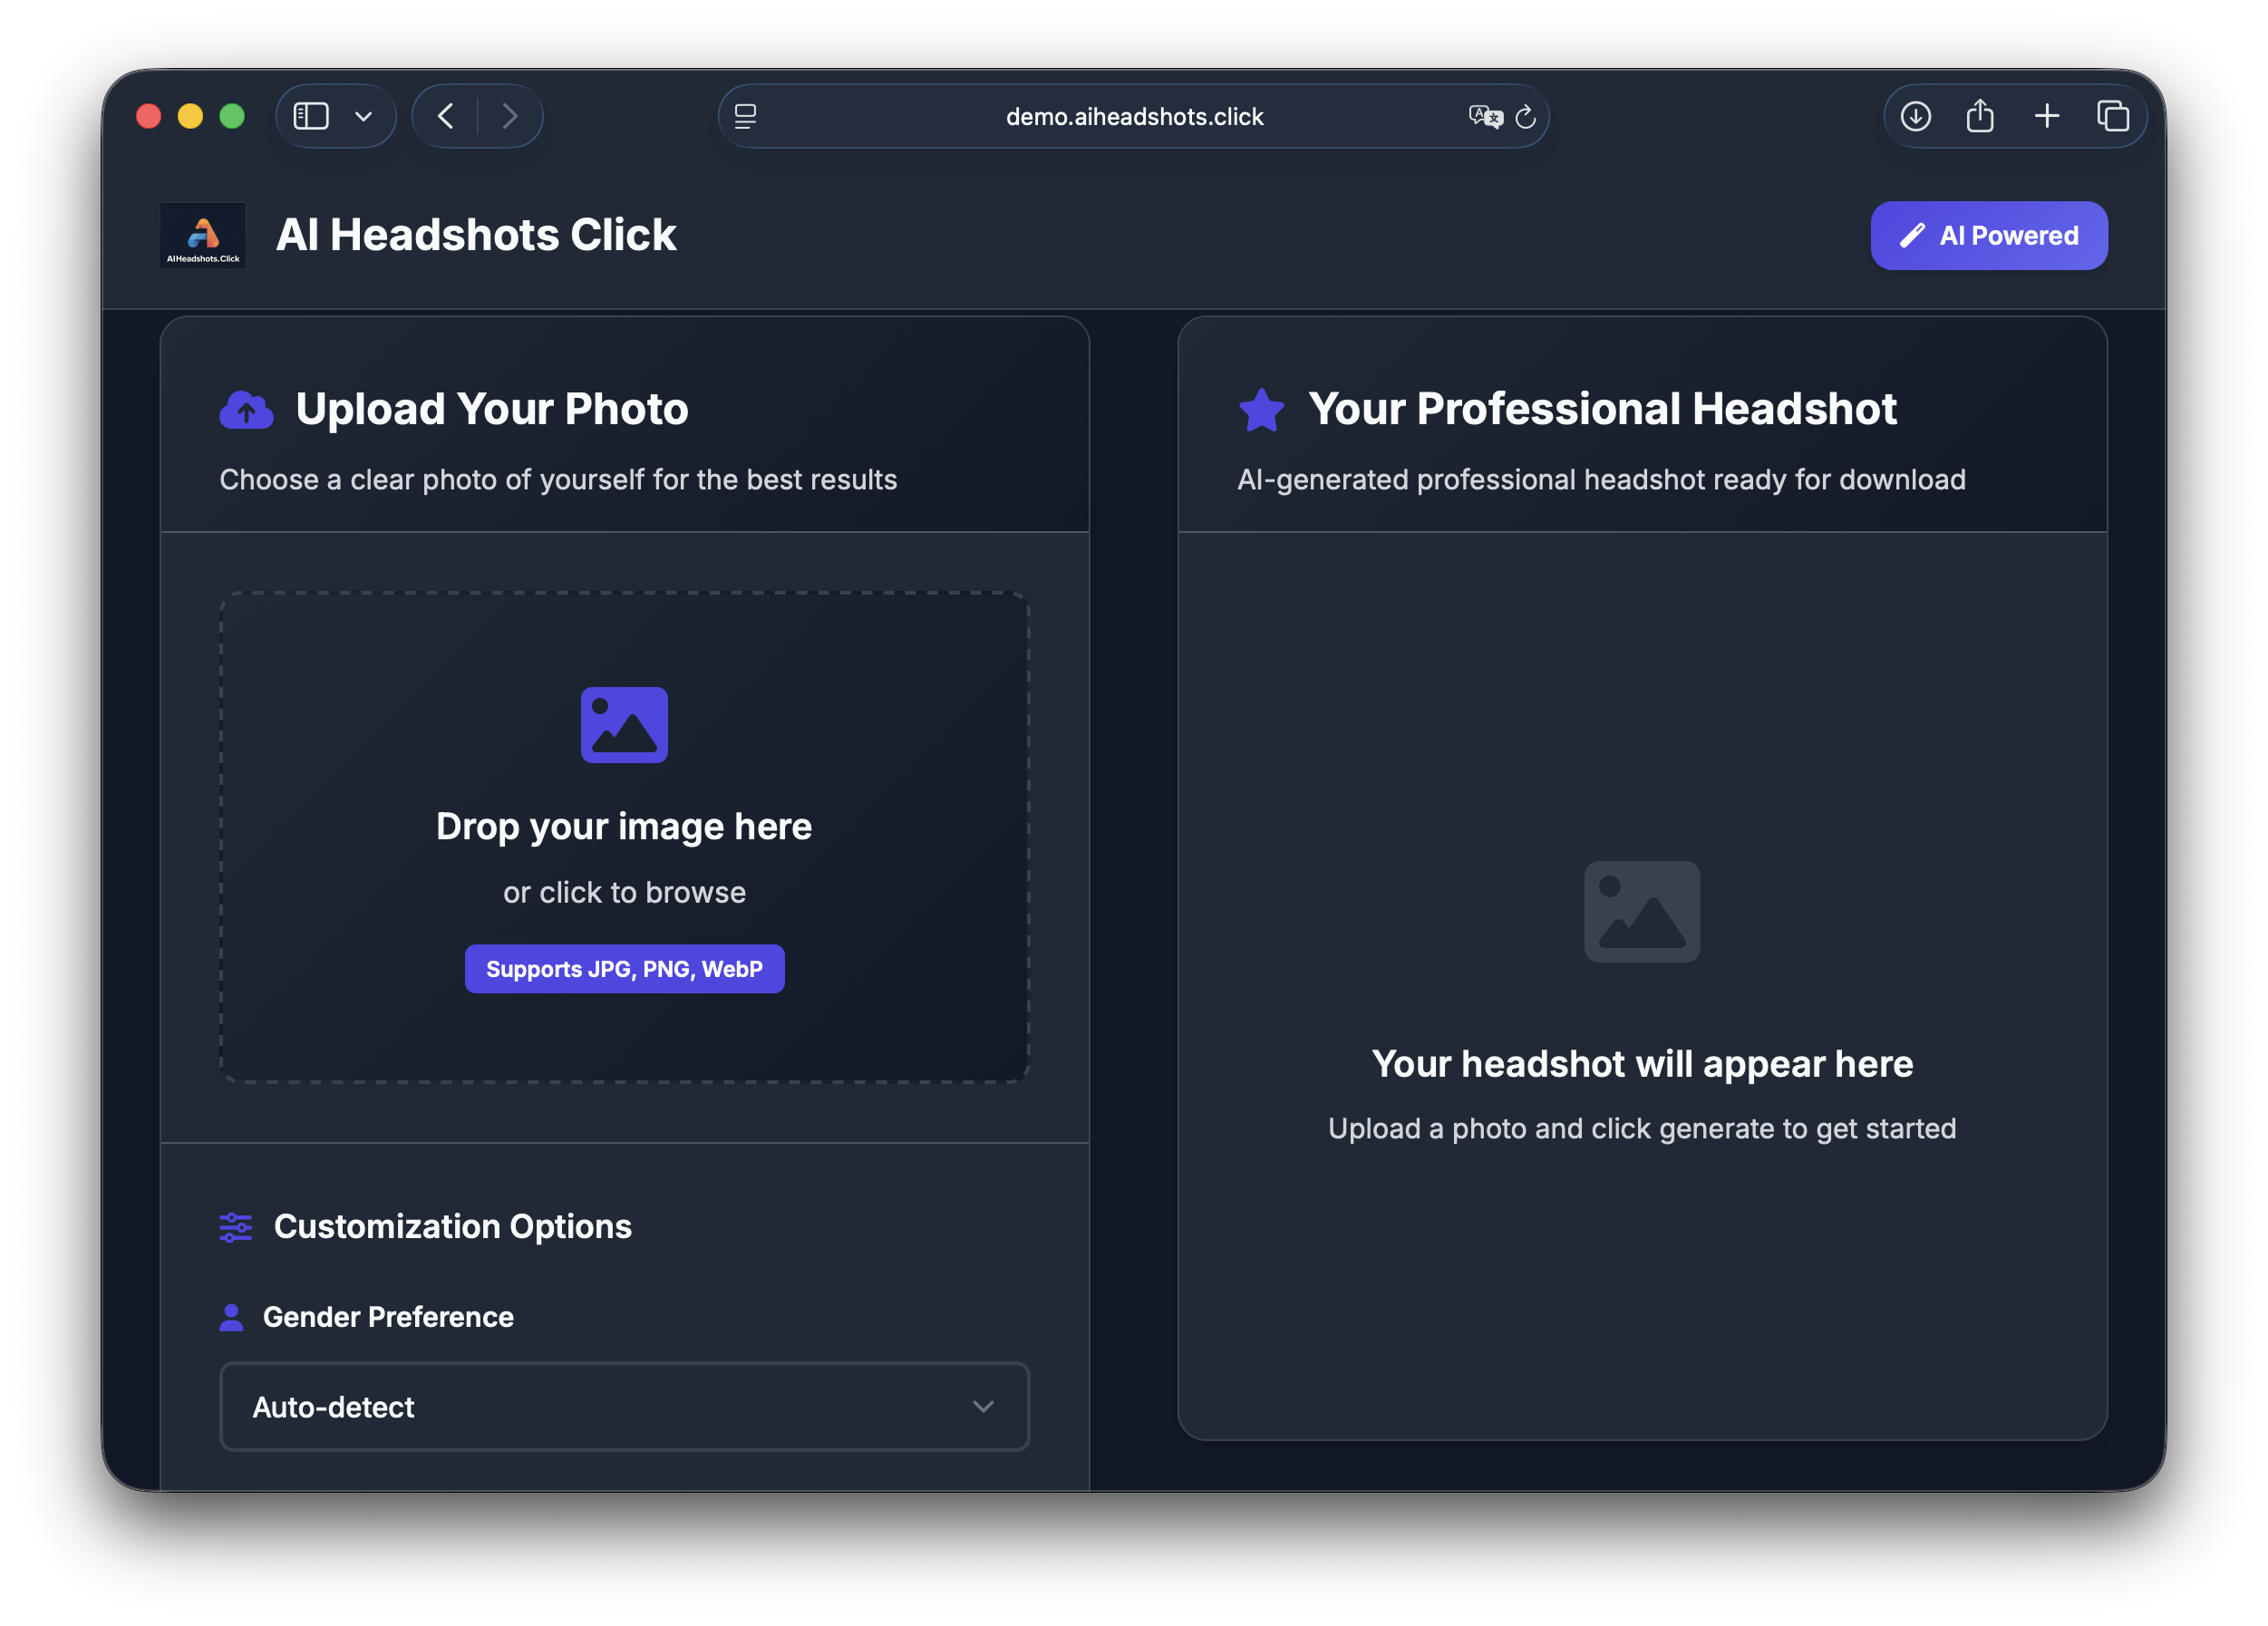 demo.aiheadshots.click
AIHeadshots.Click
AI Headshots Click
AI Powered
Upload Your Photo
Choose a clear photo of yourself for the best results
Drop your image here
or click to browse
Supports JPG, PNG, WebP
Customization Options
Gender Preference
Auto-detect
Your Professional Headshot
AI-generated professional headshot ready for download
Your headshot will appear here
Upload a photo and click generate to get started